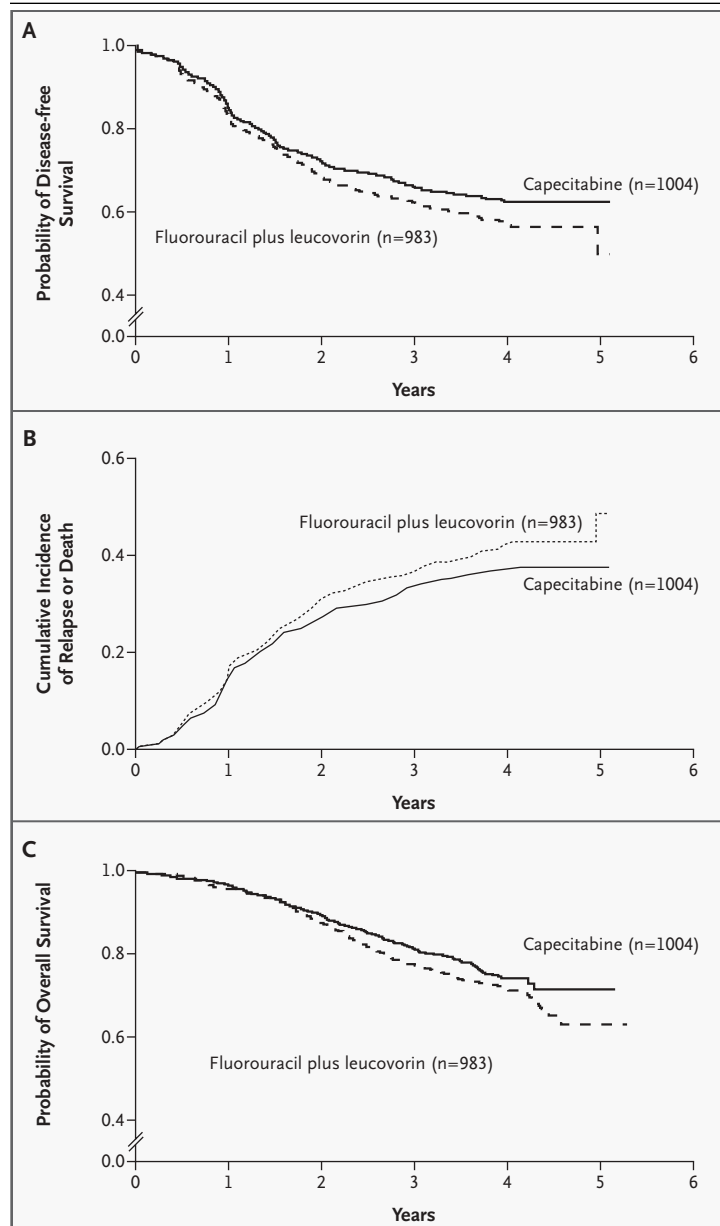 A
1.0
0.8
0.6
0.4
0.0
Probability of Disease-free
Survival
Capecitabine (n=1004)
Fluorouracil plus leucovorin (n=983)
0 1 2 3 4 5 6
Years
B
0.6
0.4
0.2
0.0
Cumulative Incidence
of Relapse or Death
Fluorouracil plus leucovorin (n=983)
Capecitabine (n=1004)
0 1 2 3 4 5 6
Years
C
1.0
0.8
0.6
0.4
0.0
Probability of Overall Survival
Capecitabine (n=1004)
Fluorouracil plus leucovorin (n=983)
0 1 2 3 4 5 6
Years